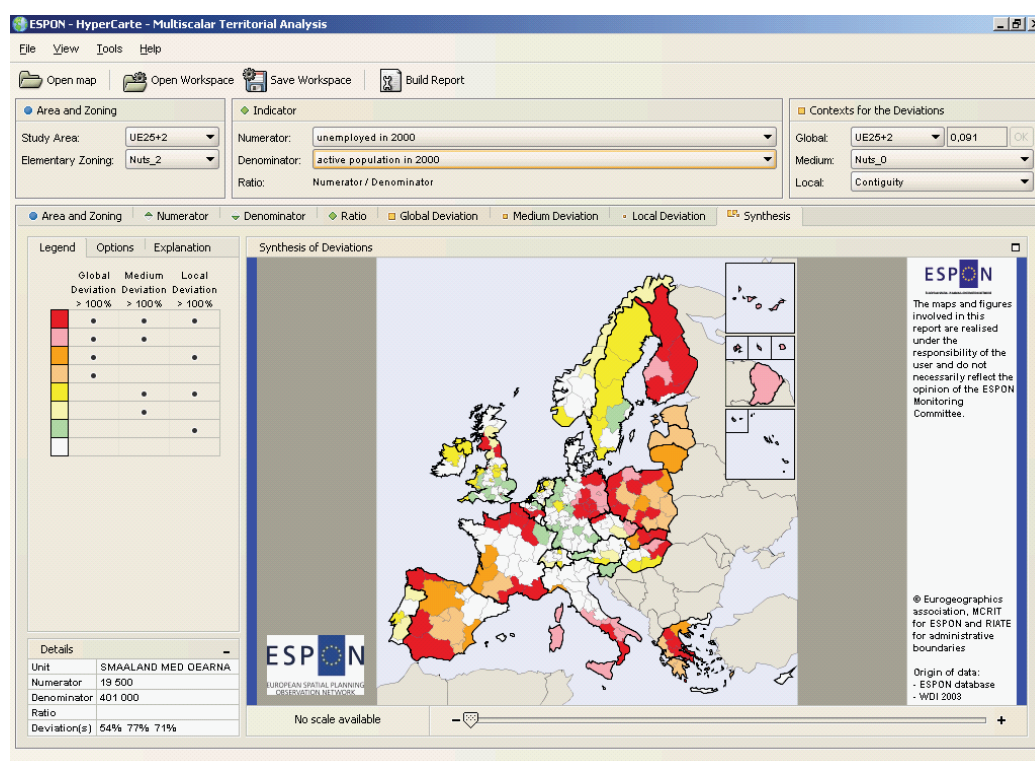 ESPON - HyperCarte - Multiscalar Territorial Analysis
File View Tools Help
Open map Open Workspace Save Workspace Build Report
Area and Zoning
Study Area: UE25+2
Elementary Zoning: Nuts_2
Indicator
Numerator: unemployed in 2000
Denominator: active population in 2000
Ratio: Numerator / Denominator
Contexts for the Deviations
Global: UE25+2 0,091 OK
Medium: Nuts_0
Local: Contiguity
Area and Zoning Numerator Denominator Ratio Global Deviation Medium Deviation Local Deviation Synthesis
Legend Options Explanation
Global Medium Local
Deviation Deviation Deviation
> 100% > 100% > 100%
Synthesis of Deviations
ESPON
The maps and figures
involved in this
report are realised
under the
responsibility of the
user and do not
necessarily reflect the
opinion of the ESPON
Monitoring
Committee.
© Eurogeographics
association, MCRIT
for ESPON and RIATE
for administrative
boundaries
Origin of data:
- ESPON database
- WDI 2003
ESPON
EUROPEAN SPATIAL PLANNING
OBSERVATION NETWORK
Details
Unit SMAALAND MED OEARNA
Numerator 19 500
Denominator 401 000
Ratio
Deviation(s) 54% 77% 71%
No scale available - +